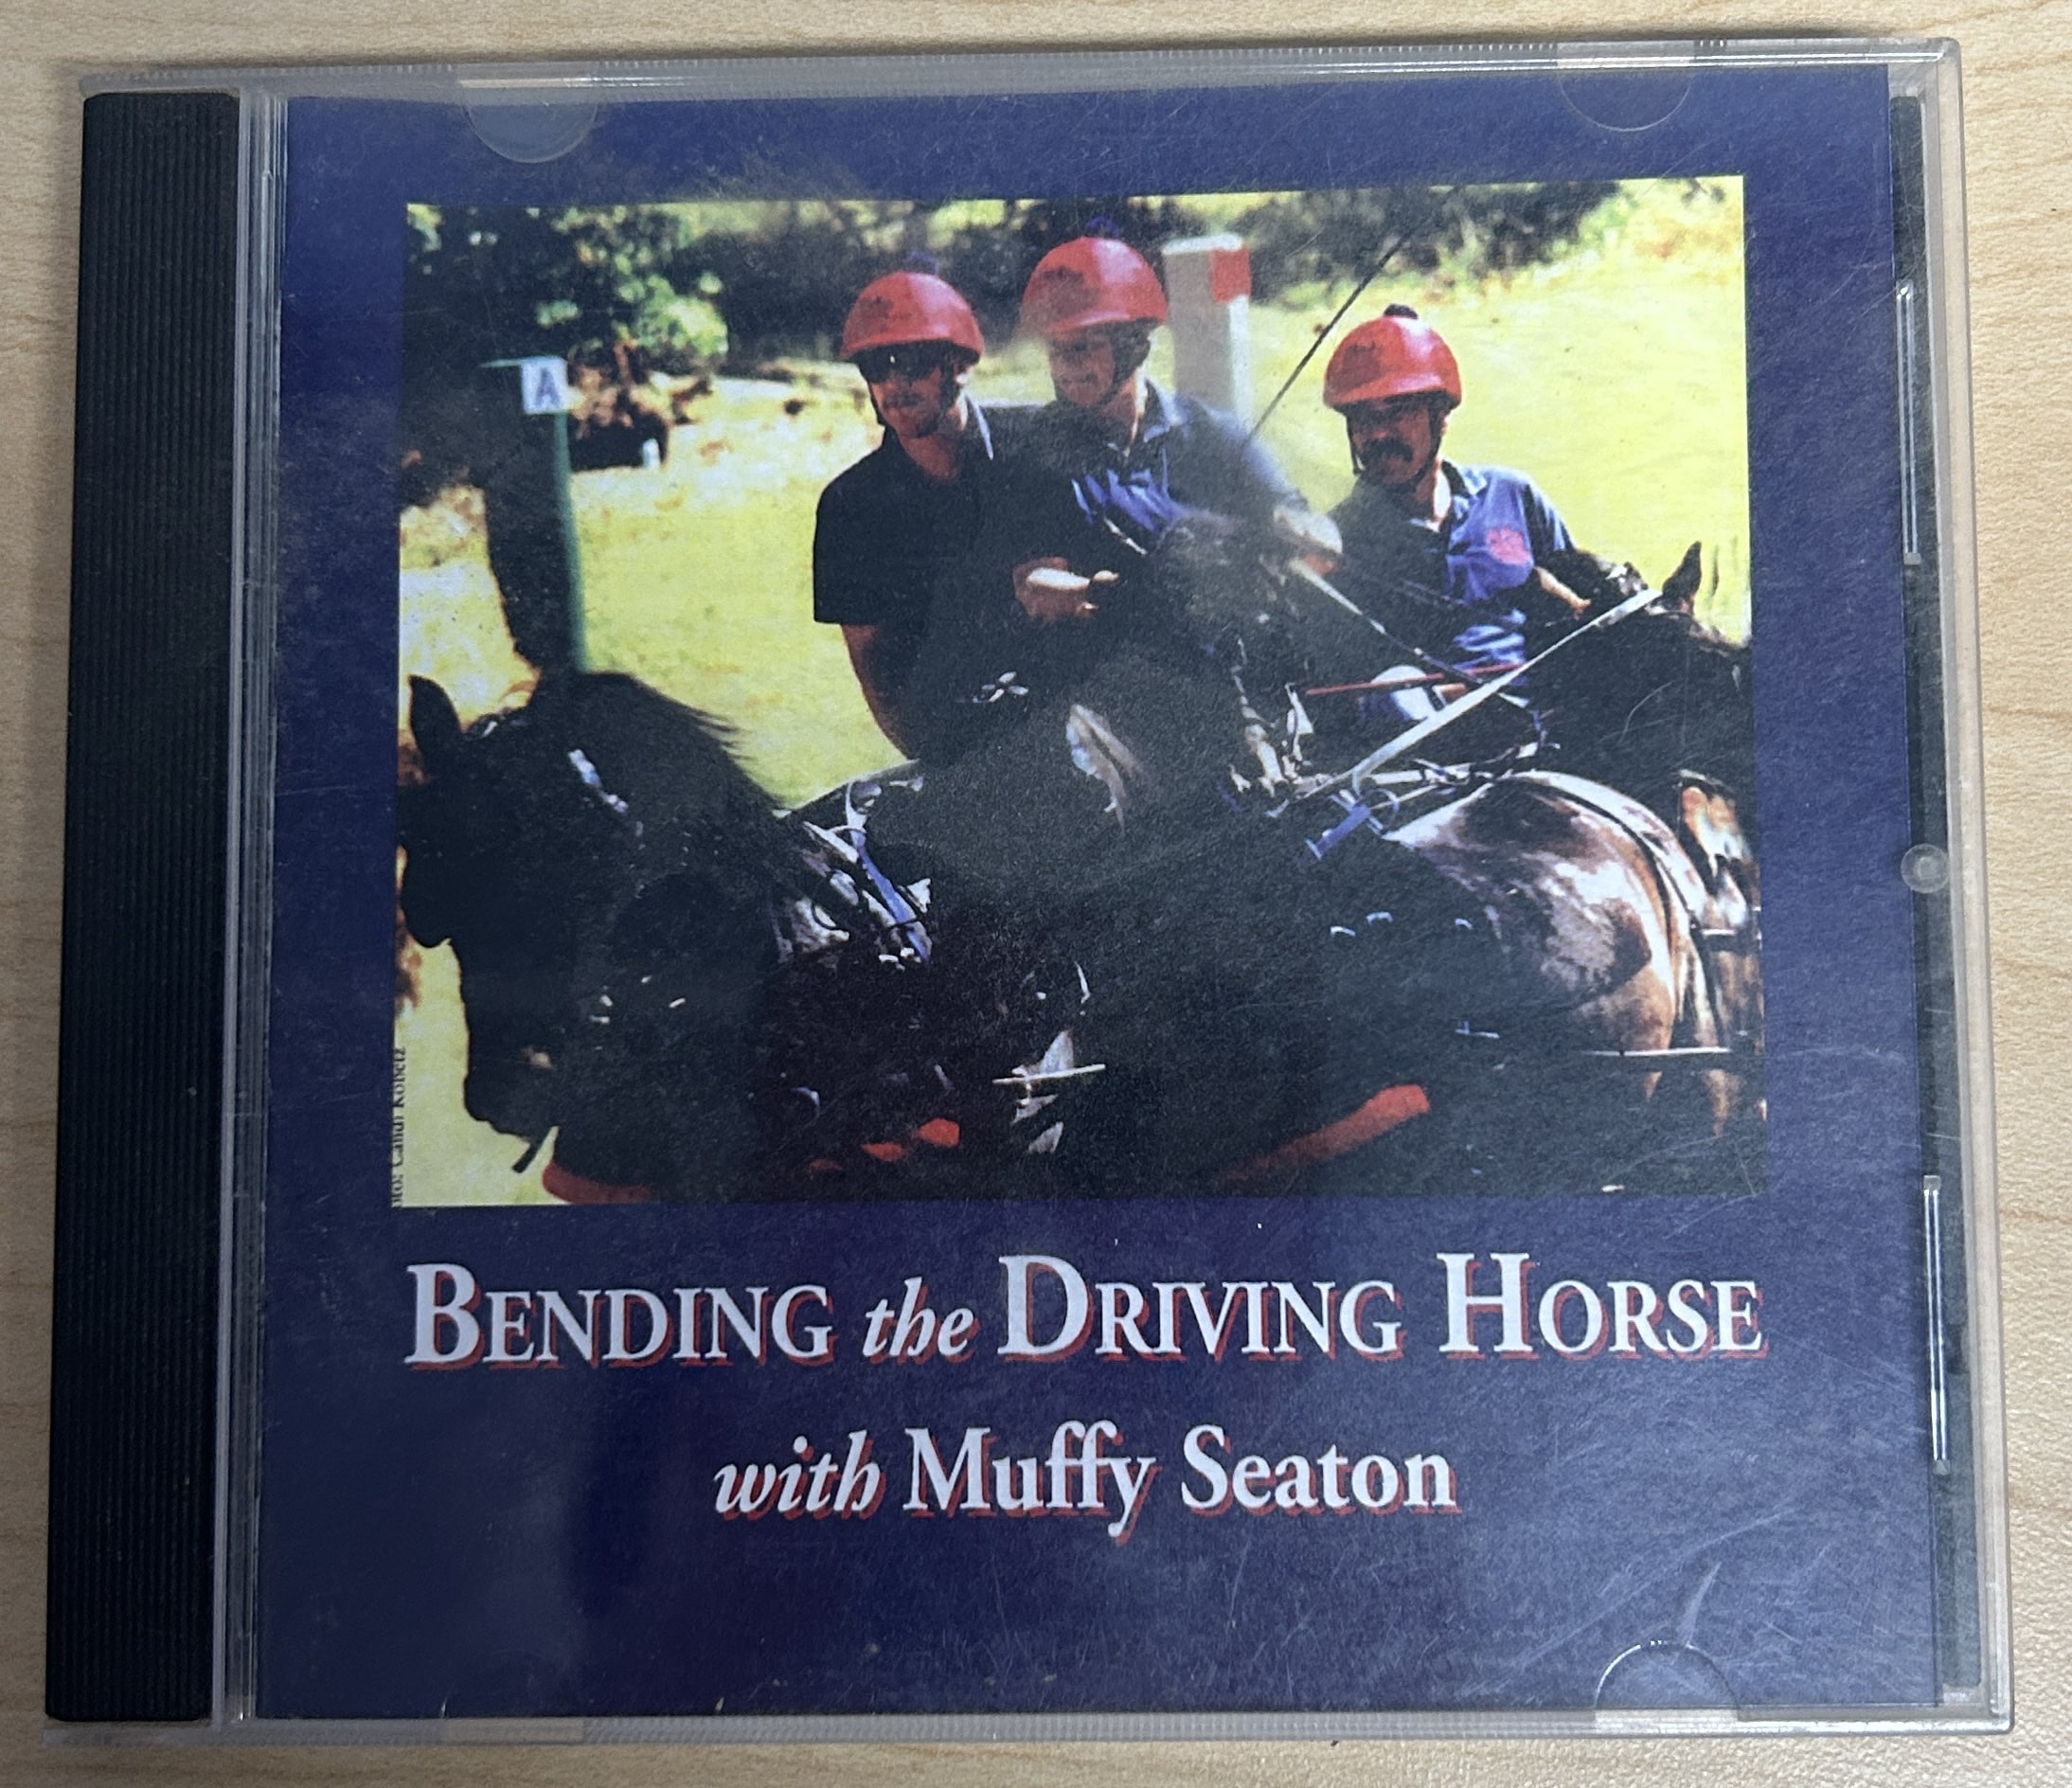 A
BENDING the DRIVING HORSE
with Muffy Seaton